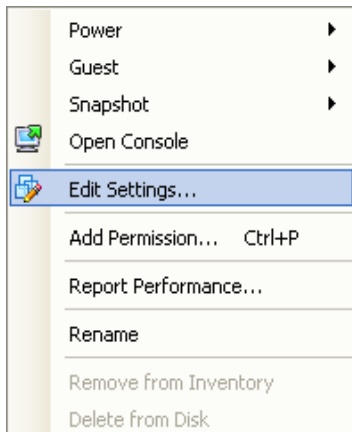 Power
Guest
Snapshot
Open Console
Edit Settings...
Add Permission... Ctrl+P
Report Performance...
Rename
Remove from Inventory
Delete from Disk